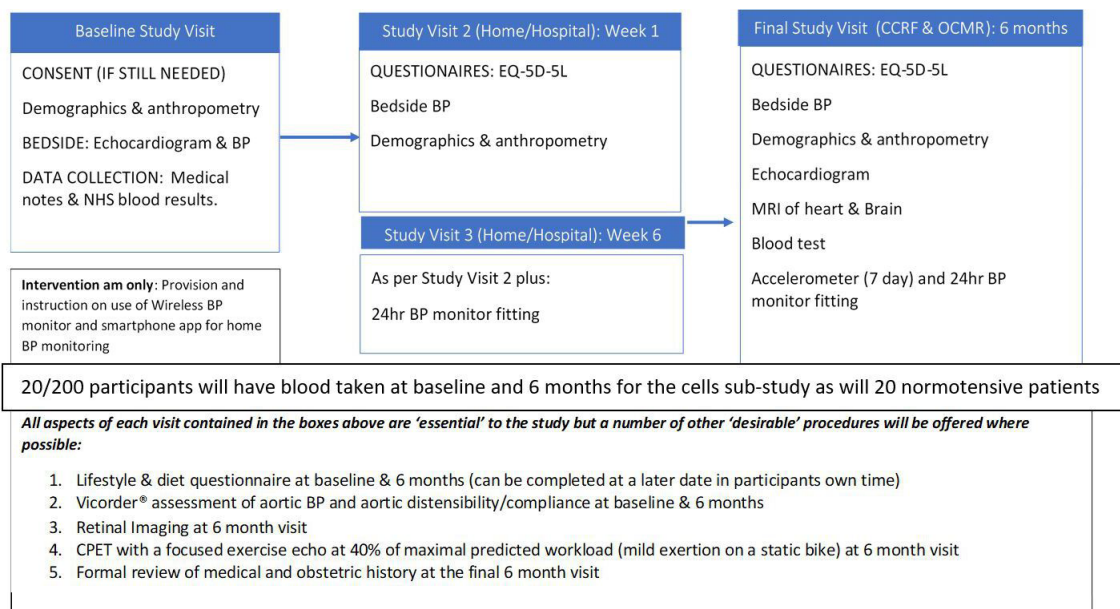 Baseline Study Visit
CONSENT (IF STILL NEEDED)
Demographics & anthropometry
BEDSIDE: Echocardiogram & BP
DATA COLLECTION:  Medical
notes & NHS blood results.
Intervention am only: Provision and
instruction on use of Wireless BP
monitor and smartphone app for home
BP monitoring
Study Visit 2 (Home/Hospital): Week 1
QUESTIONAIRES: EQ-5D-5L
Bedside BP
Demographics & anthropometry
Study Visit 3 (Home/Hospital): Week 6
As per Study Visit 2 plus:
24hr BP monitor fitting
Final Study Visit  (CCRF & OCMR): 6 months
QUESTIONAIRES: EQ-5D-5L
Bedside BP
Demographics & anthropometry
Echocardiogram
MRI of heart & Brain
Blood test
Accelerometer (7 day) and 24hr BP
monitor fitting
20/200 participants will have blood taken at baseline and 6 months for the cells sub-study as will 20 normotensive patients
All aspects of each visit contained in the boxes above are ‘essential’ to the study but a number of other ‘desirable’ procedures will be offered where
possible:
1. Lifestyle & diet questionnaire at baseline & 6 months (can be completed at a later date in participants own time)
2. Vicorder® assessment of aortic BP and aortic distensibility/compliance at baseline & 6 months
3. Retinal Imaging at 6 month visit
4. CPET with a focused exercise echo at 40% of maximal predicted workload (mild exertion on a static bike) at 6 month visit
5. Formal review of medical and obstetric history at the final 6 month visit